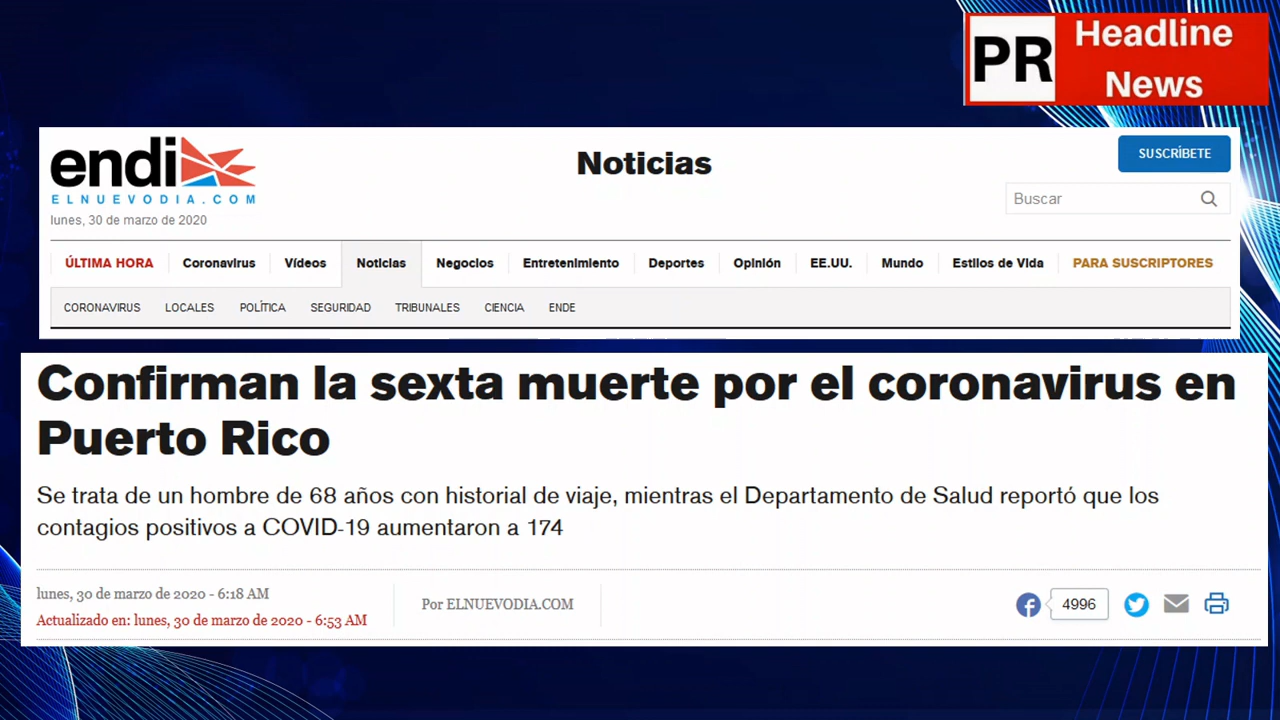 PR
Headline
News
endi
ELNUEVODIA.COM
lunes, 30 de marzo de 2020
Noticias
SUSCRÍBETE
Buscar
ÚLTIMA HORA Coronavirus Vídeos Noticias Negocios Entretenimiento Deportes Opinión EE.UU. Mundo Estilos de Vida PARA SUSCRIPTORES
CORONAVIRUS LOCALES POLÍTICA SEGURIDAD TRIBUNALES CIENCIA ENDE
Confirman la sexta muerte por el coronavirus en
Puerto Rico
Se trata de un hombre de 68 años con historial de viaje, mientras el Departamento de Salud reportó que los
contagios positivos a COVID-19 aumentaron a 174
lunes, 30 de marzo de 2020 - 6:18 AM
Actualizado en: lunes, 30 de marzo de 2020 - 6:53 AM
Por ELNUEVODIA.COM
4996